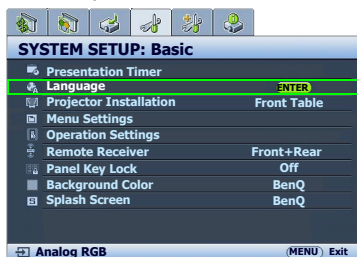 SYSTEM SETUP: Basic
Presentation Timer
Language ENTER
Projector Installation Front Table
Menu Settings
Operation Settings
Remote Receiver Front+Rear
Panel Key Lock Off
Background Color BenQ
Splash Screen BenQ
Analog RGB MENU Exit